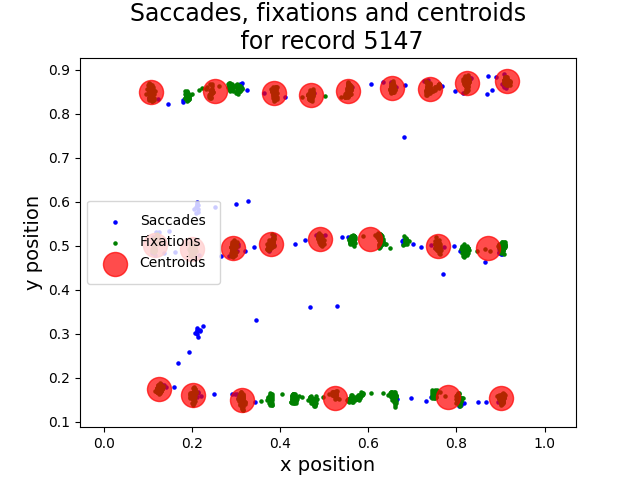 Saccades, fixations and centroids
for record 5147
0.9
0.8
0.7
0.6
0.5
0.4
0.3
0.2
0.1
y position
Saccades
Fixations
Centroids
0.0 0.2 0.4 0.6 0.8 1.0
x position